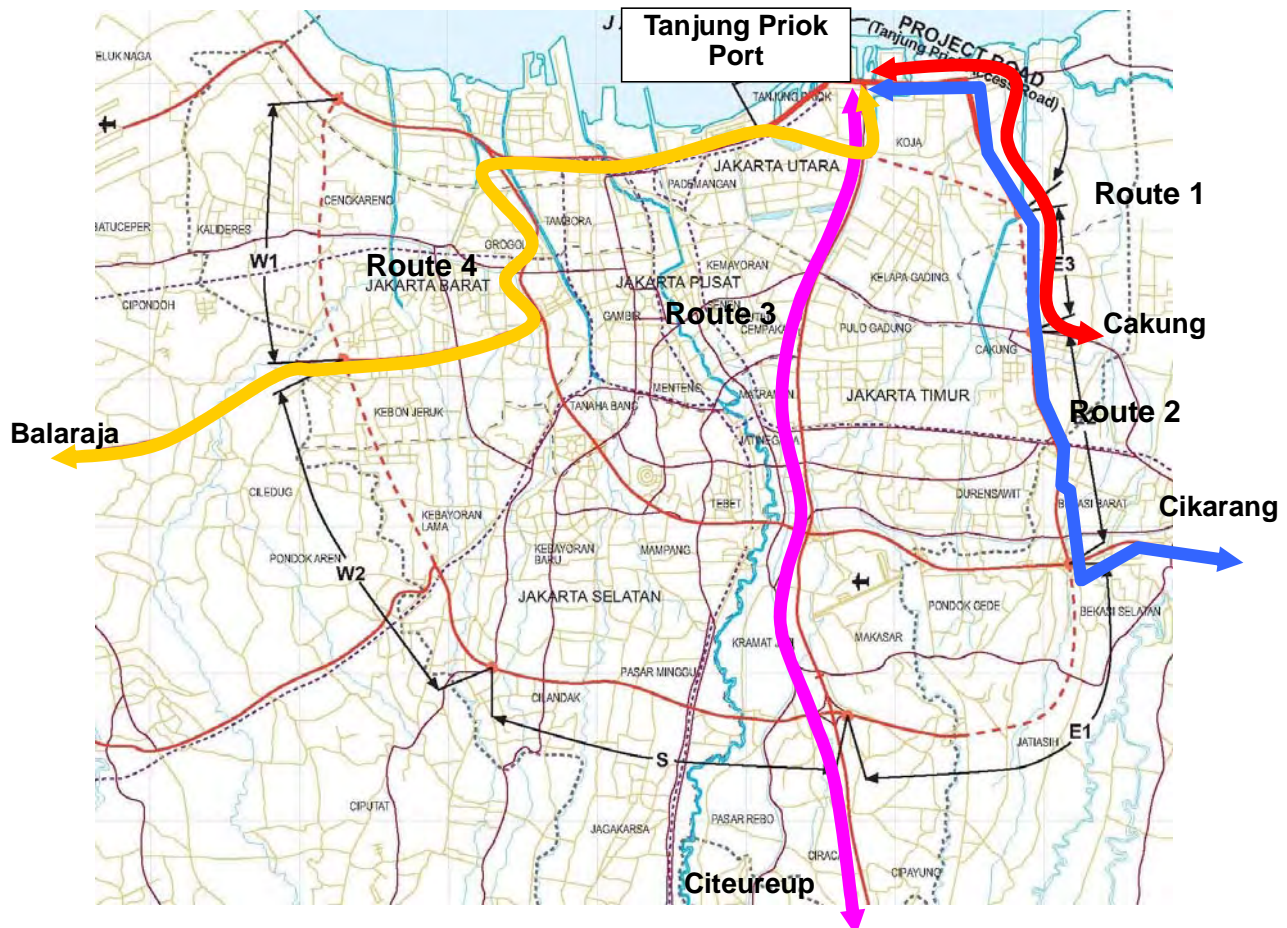 J A
Tanjung Priok
Port
PROJECT ROAD
(Tanjung Priok Access Road)
TELUK NAGA
TANJUNG PRIOK
KOJA
JAKARTA UTARA
PADEMANGAN
CENGKARENG
Route 1
BATUCEPER
KALIDERES
TAMBORA
GROGOL
W1
Route 4
JAKARTA BARAT
KEMAYORAN
KELAPA GADING
E3
JAKARTA PUSAT
CIPONDOH
Route 3
GAMBIR
CEMPAKA
PULO GADUNG
Cakung
CAKUNG
MENTENG
MATRAMAN
JAKARTA TIMUR
KEBON JERUK
TANAHA BANG
Route 2
Balaraja
JATINEGARA
CILEDUG
DURENSAWIT
BEKASI BARAT
TEBET
Cikarang
KEBAYORAN
LAMA
PONDOK AREN
KEBAYORAN
BARU
MAMPANG
W2
JAKARTA SELATAN
PONDOK GEDE
BEKASI SELATAN
MAKASAR
KRAMAT JATI
PASAR MINGGU
CILANDAK
E1
JATIASIH
S
CIPUTAT
PASAR REBO
JAGAKARSA
CIRACAS
CIPAYUNG
Citeureup